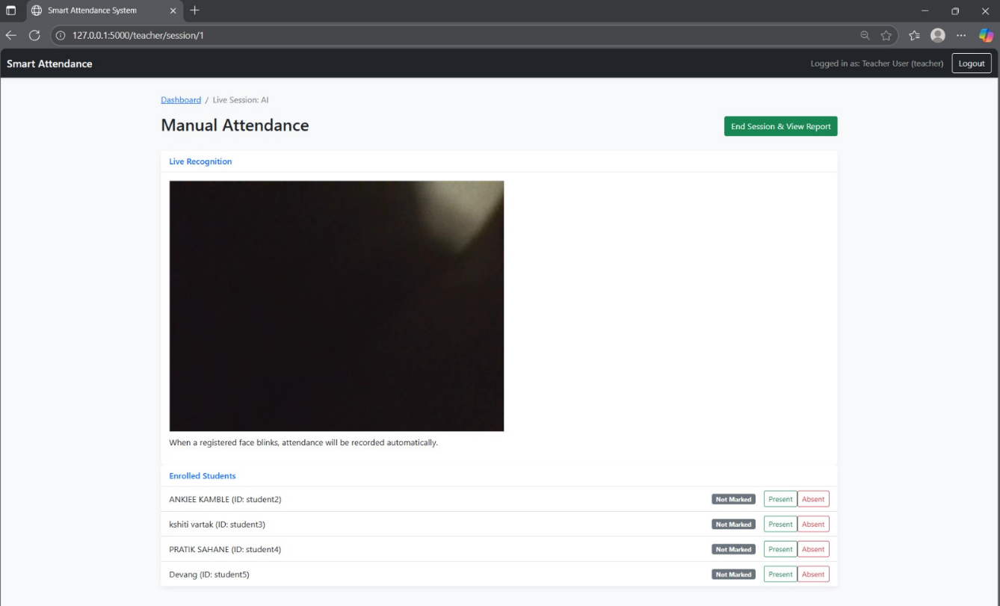 Smart Attendance System
127.0.0.1:5000/teacher/session/1
Smart Attendance
Logged in as: Teacher User (teacher)
Logout
Dashboard / Live Session: AI
Manual Attendance
End Session & View Report
Live Recognition
When a registered face blinks, attendance will be recorded automatically.
Enrolled Students
ANKIEE KAMBLE (ID: student2) Not Marked Present Absent
kshiti vartak (ID: student3) Not Marked Present Absent
PRATIK SAHANE (ID: student4) Not Marked Present Absent
Devang (ID: student5) Not Marked Present Absent